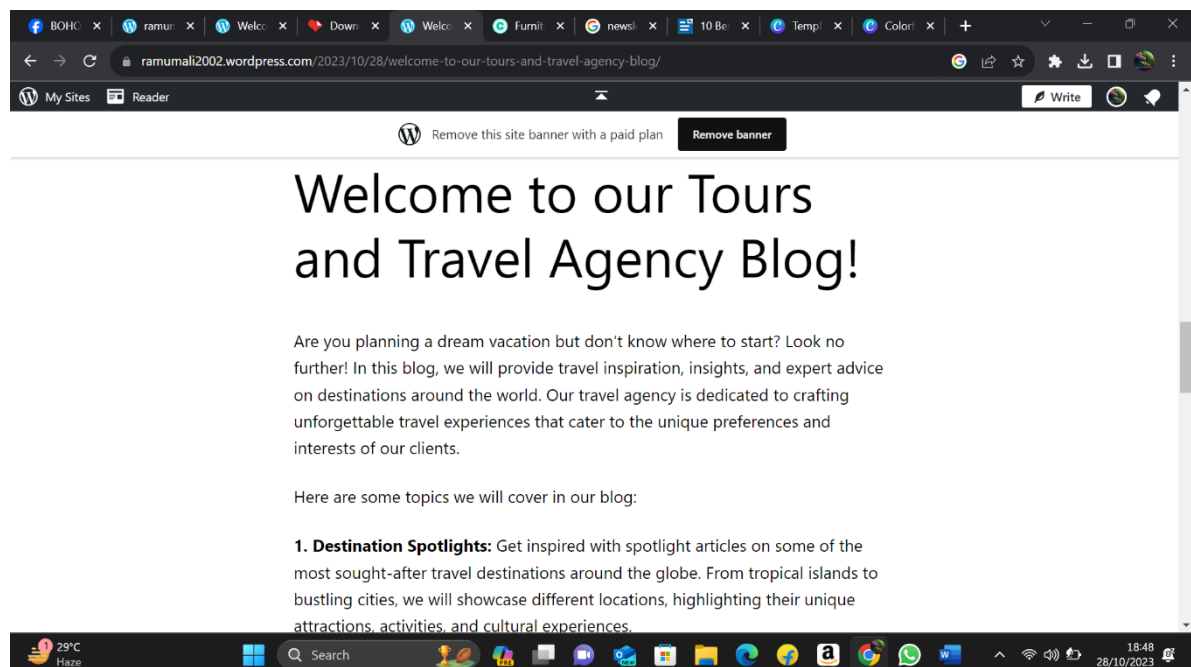 BOHO
ramun
Welco
Downl
Welco
Furnit
newsl
10 Be
Templ
Colorf
ramumali2002.wordpress.com/2023/10/28/welcome-to-our-tours-and-travel-agency-blog/
My Sites Reader Write
Remove this site banner with a paid plan Remove banner
Welcome to our Tours
and Travel Agency Blog!
Are you planning a dream vacation but don’t know where to start? Look no
further! In this blog, we will provide travel inspiration, insights, and expert advice
on destinations around the world. Our travel agency is dedicated to crafting
unforgettable travel experiences that cater to the unique preferences and
interests of our clients.
Here are some topics we will cover in our blog:
1. Destination Spotlights: Get inspired with spotlight articles on some of the
most sought-after travel destinations around the globe. From tropical islands to
bustling cities, we will showcase different locations, highlighting their unique
attractions, activities, and cultural experiences.
1
29°C
Haze
Search
PRE
NEW
18:48
28/10/2023